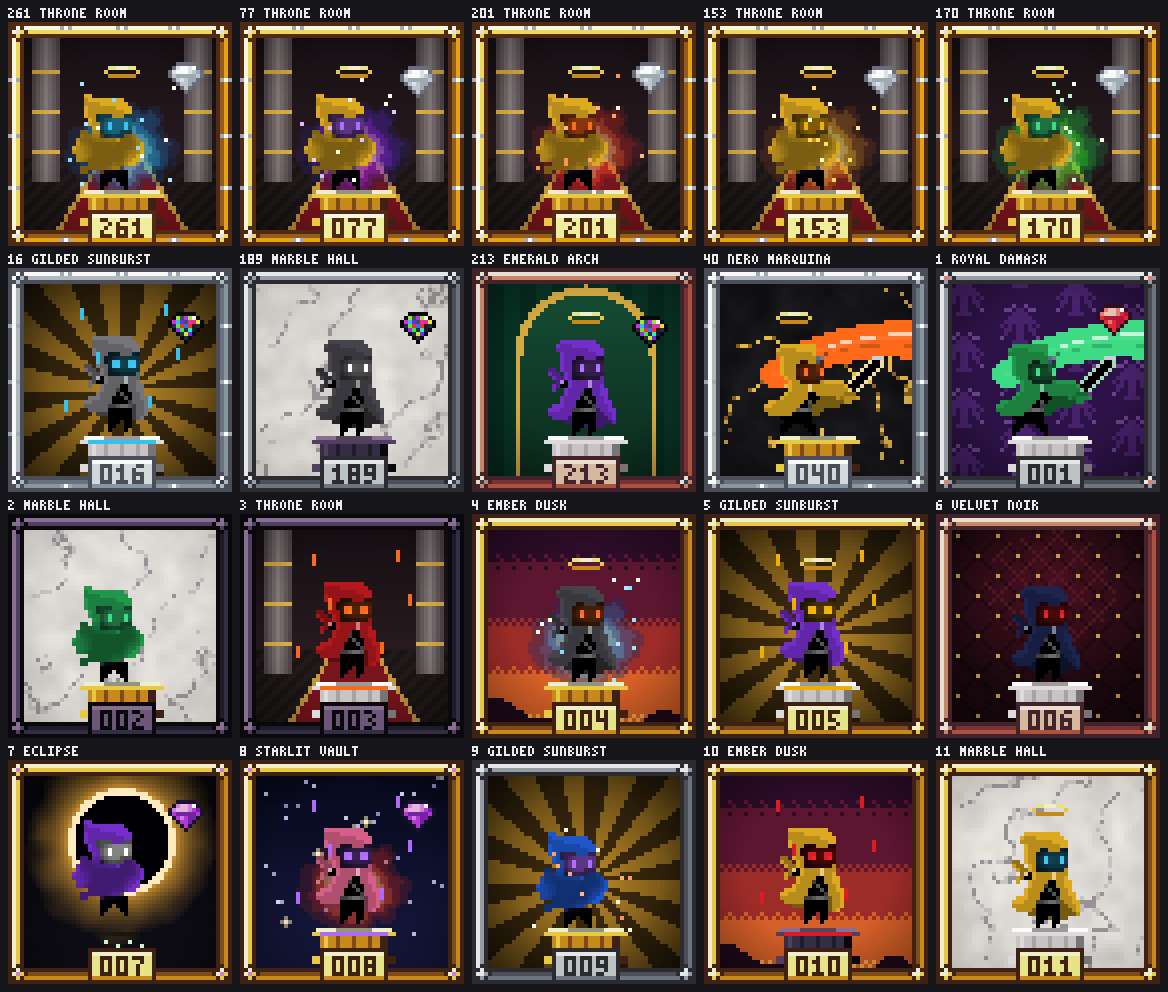 261 THRONE ROOM
77 THRONE ROOM
201 THRONE ROOM
153 THRONE ROOM
170 THRONE ROOM
261
077
201
153
170
16 GILDED SUNBURST
189 MARBLE HALL
213 EMERALD ARCH
40 NERO MARQUINA
1 ROYAL DAMASK
016
189
213
040
001
2 MARBLE HALL
3 THRONE ROOM
4 EMBER DUSK
5 GILDED SUNBURST
6 VELVET NOIR
002
003
004
005
006
7 ECLIPSE
8 STARLIT VAULT
9 GILDED SUNBURST
10 EMBER DUSK
11 MARBLE HALL
007
008
009
010
011